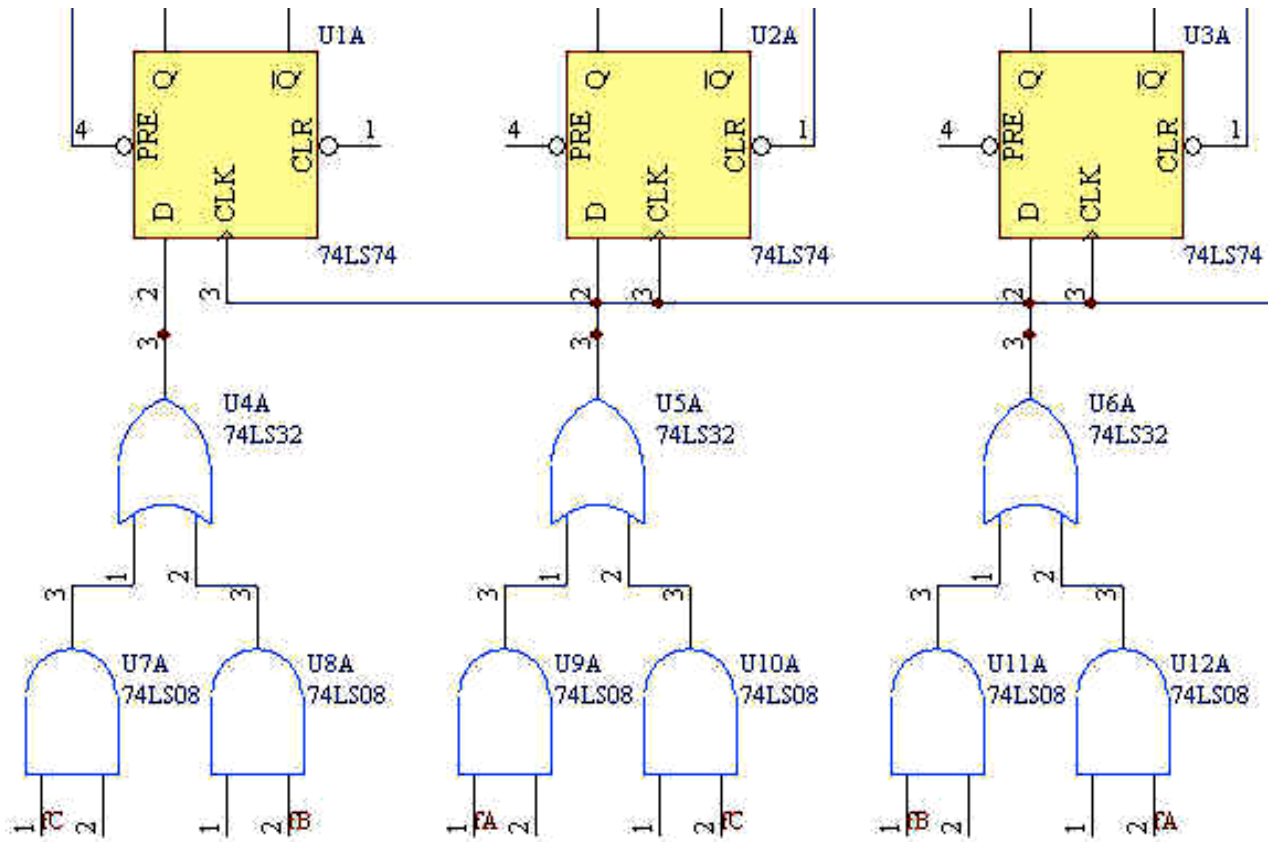 U1A U2A U3A
Q Q̅ Q Q̅ Q Q̅
4 PRE CLR 1 4 PRE CLR 1 4 PRE CLR 1
D CLK D CLK D CLK
74LS74 74LS74 74LS74
2 3 2 3 2 3
3 3 3
U4A U5A U6A
74LS32 74LS32 74LS32
1 2 1 2 1 2
3 3 3 3 3 3
U7A U8A U9A U10A U11A U12A
74LS08 74LS08 74LS08 74LS08 74LS08 74LS08
1 fC 2 1 2 fB 1 fA 2 1 2 fC 1 fB 2 1 2 fA